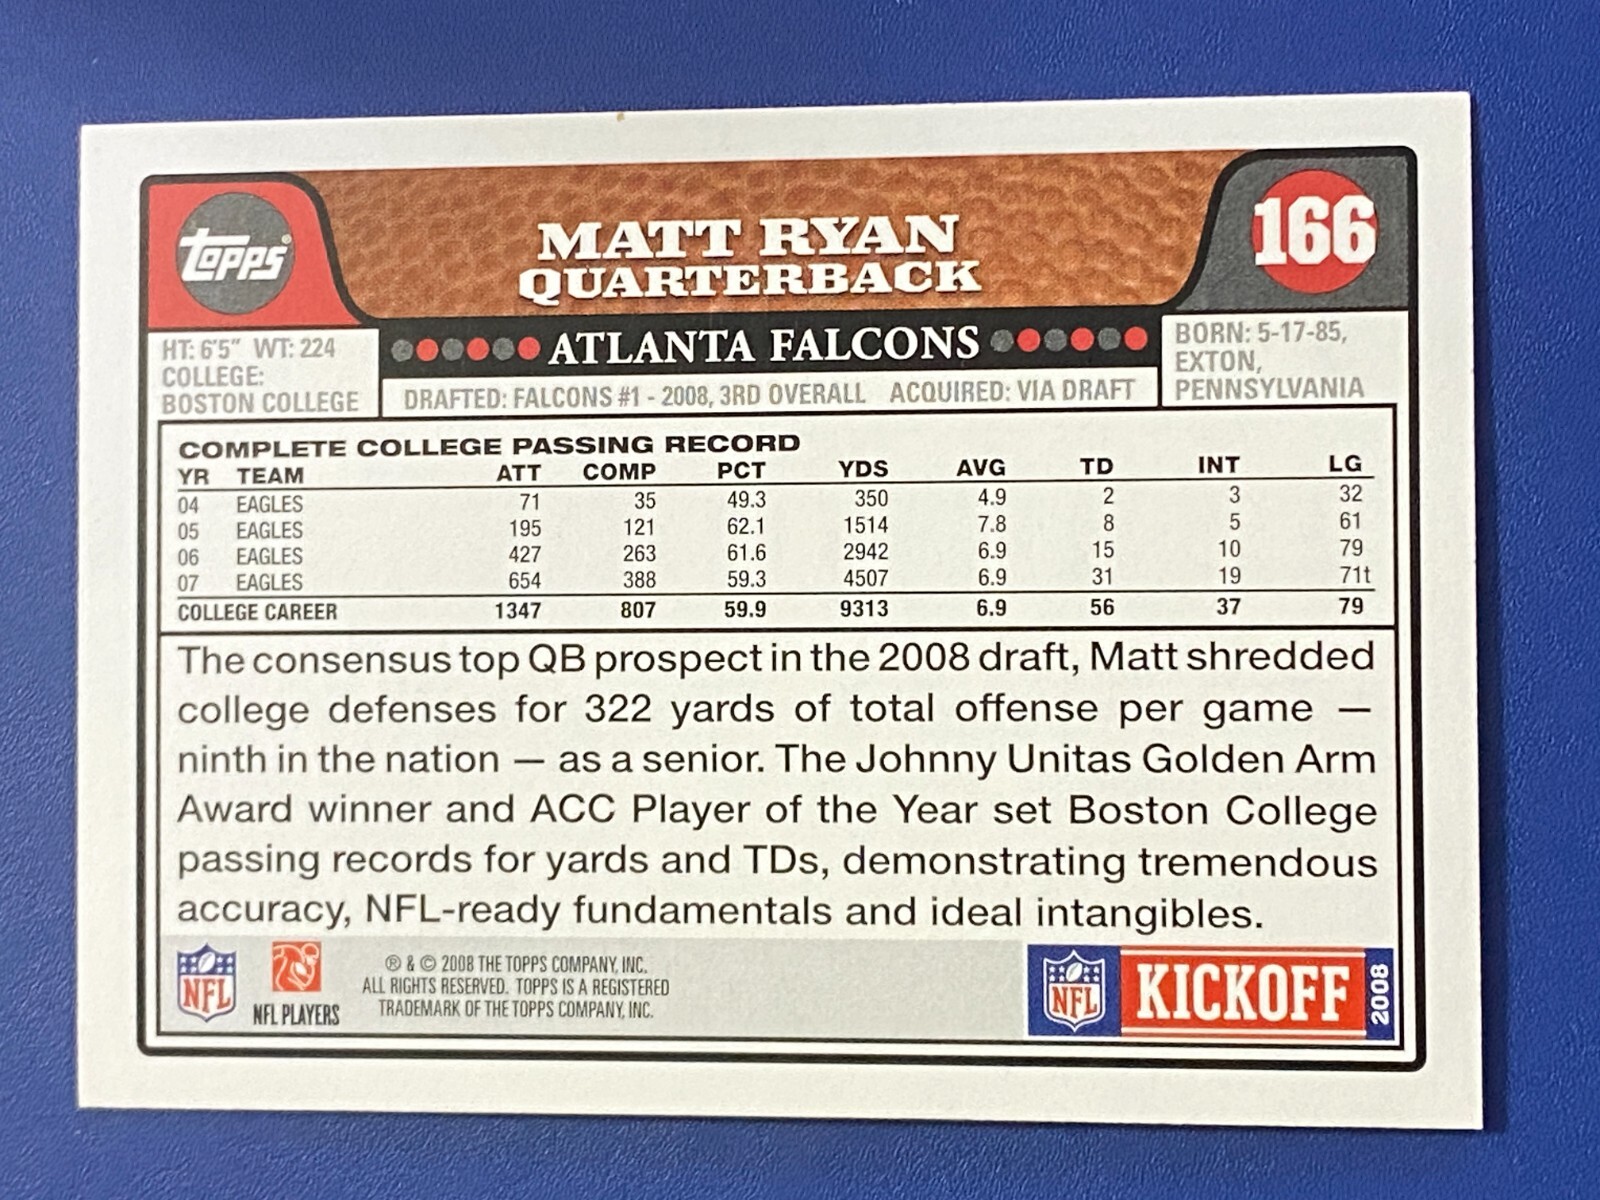 topps®
MATT RYAN
QUARTERBACK
166
HT: 6'5" WT: 224
COLLEGE:
BOSTON COLLEGE
ATLANTA FALCONS
DRAFTED: FALCONS #1 - 2008, 3RD OVERALL ACQUIRED: VIA DRAFT
BORN: 5-17-85,
EXTON,
PENNSYLVANIA
COMPLETE COLLEGE PASSING RECORD
YR TEAM ATT COMP PCT YDS AVG TD INT LG
04 EAGLES 71 35 49.3 350 4.9 2 3 32
05 EAGLES 195 121 62.1 1514 7.8 8 5 61
06 EAGLES 427 263 61.6 2942 6.9 15 10 79
07 EAGLES 654 388 59.3 4507 6.9 31 19 71t
COLLEGE CAREER 1347 807 59.9 9313 6.9 56 37 79
The consensus top QB prospect in the 2008 draft, Matt shredded
college defenses for 322 yards of total offense per game —
ninth in the nation — as a senior. The Johnny Unitas Golden Arm
Award winner and ACC Player of the Year set Boston College
passing records for yards and TDs, demonstrating tremendous
accuracy, NFL-ready fundamentals and ideal intangibles.
NFL
NFL PLAYERS
® & © 2008 THE TOPPS COMPANY, INC.
ALL RIGHTS RESERVED. TOPPS IS A REGISTERED
TRADEMARK OF THE TOPPS COMPANY, INC.
NFL
KICKOFF
2008